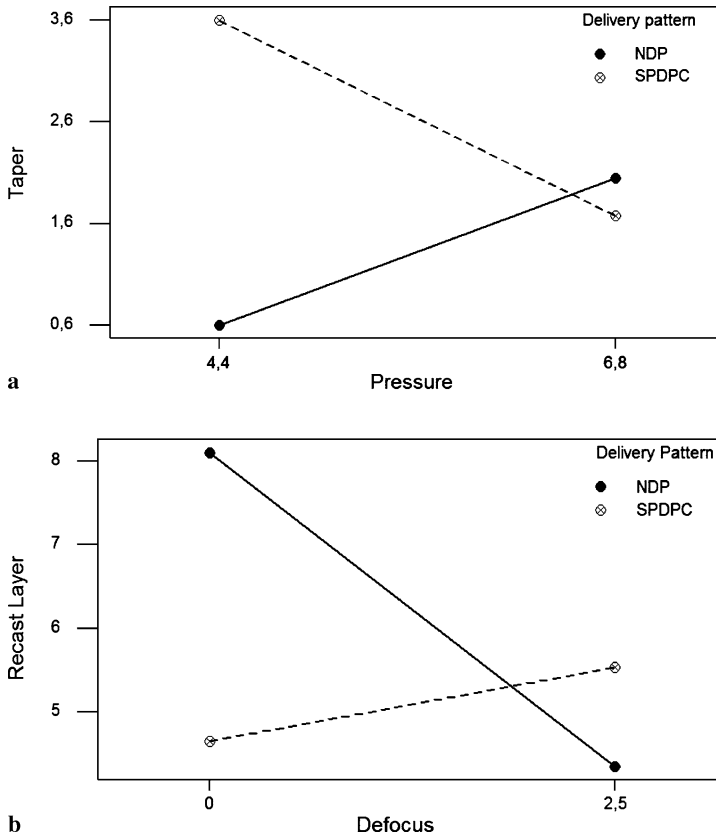 3,6
Delivery pattern
NDP
SPDPC
2,6
Taper
1,6
0,6
4,4
6,8
a
Pressure
8
Delivery Pattern
NDP
SPDPC
7
Recast Layer
6
5
0
2,5
b
Defocus